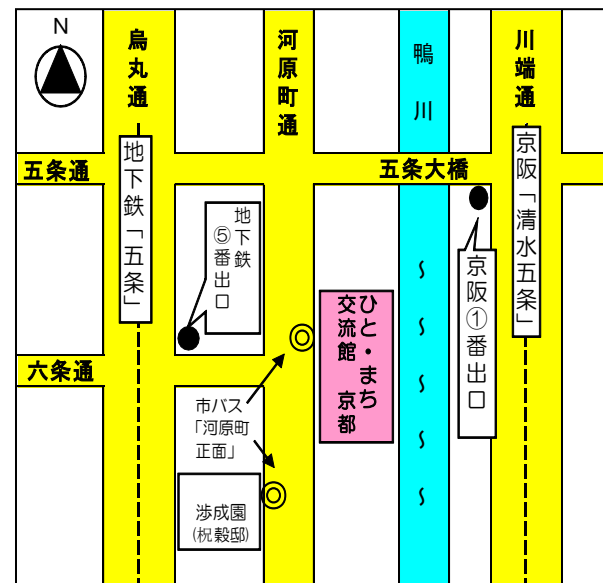 N
烏丸通
河原町通
鴨川
川端通
五条通
五条大橋
地下鉄「五条」
地下鉄
⑤番出口
京阪「清水五条」
京阪①番出口
ひと・まち
交流館　京都
六条通
市バス
「河原町
正面」
渉成園
(枳殻邸)